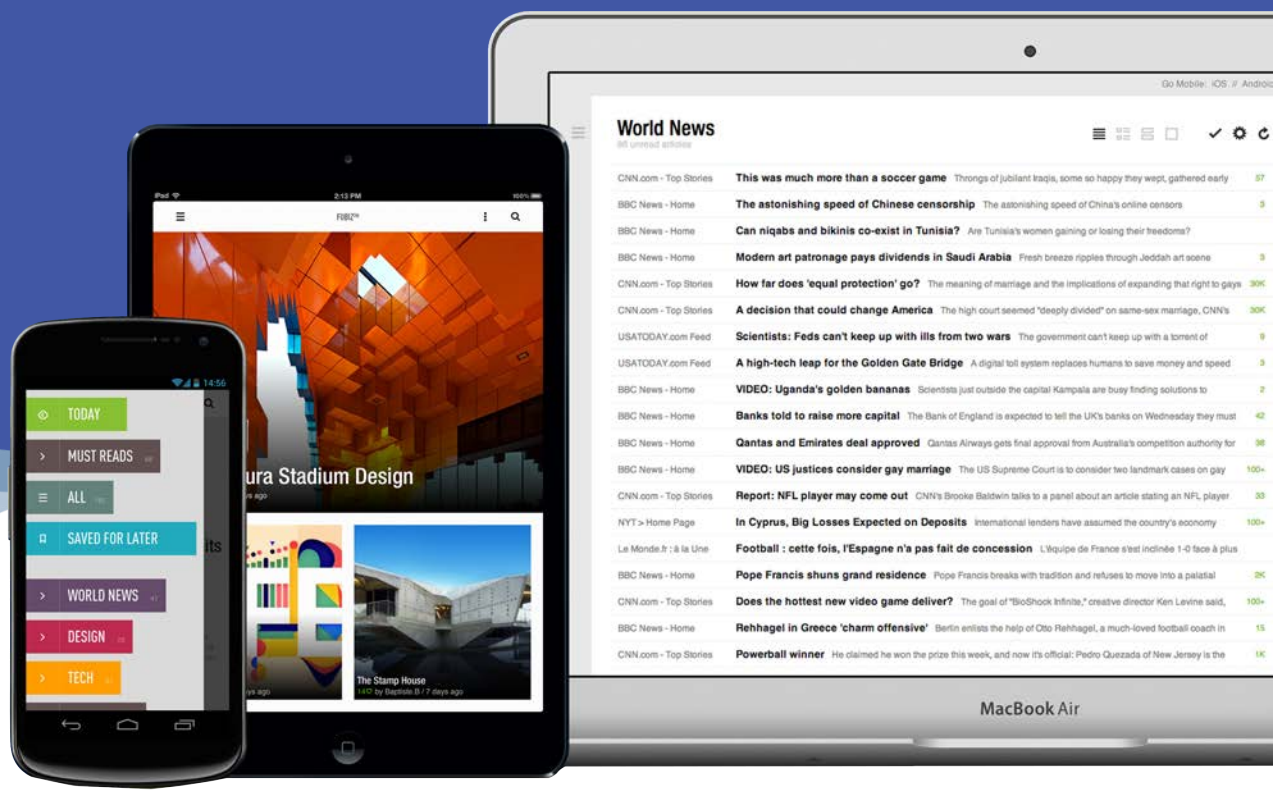 Go Mobile: iOS // Android
World News
unread articles
CNN.com - Top Stories This was much more than a soccer game Throngs of jubilant Iraqis, some so happy they wept, gathered early 57
BBC News - Home The astonishing speed of Chinese censorship The astonishing speed of China's online censors 3
BBC News - Home Can niqabs and bikinis co-exist in Tunisia? Are Tunisia's women gaining or losing their freedoms?
BBC News - Home Modern art patronage pays dividends in Saudi Arabia Fresh breeze ripples through Jeddah art scene 3
CNN.com - Top Stories How far does 'equal protection' go? The meaning of marriage and the implications of expanding that right to gays 30K
CNN.com - Top Stories A decision that could change America The high court seemed "deeply divided" on same-sex marriage, CNN's 30K
USATODAY.com Feed Scientists: Feds can't keep up with ills from two wars The government can't keep up with a torrent of 9
USATODAY.com Feed A high-tech leap for the Golden Gate Bridge A digital toll system replaces humans to save money and speed 3
BBC News - Home VIDEO: Uganda's golden bananas Scientists just outside the capital Kampala are busy finding solutions to 2
BBC News - Home Banks told to raise more capital The Bank of England is expected to tell the UK's banks on Wednesday they must 42
BBC News - Home Qantas and Emirates deal approved Qantas Airways gets final approval from Australia's competition authority for 38
BBC News - Home VIDEO: US justices consider gay marriage The US Supreme Court is to consider two landmark cases on gay 100+
CNN.com - Top Stories Report: NFL player may come out CNN's Brooke Baldwin talks to a panel about an article stating an NFL player 33
NYT > Home Page In Cyprus, Big Losses Expected on Deposits International lenders have assumed the country's economy 100+
Le Monde.fr : à la Une Football : cette fois, l'Espagne n'a pas fait de concession L'équipe de France s'est inclinée 1-0 face à plus
BBC News - Home Pope Francis shuns grand residence Pope Francis breaks with tradition and refuses to move into a palatial 2K
CNN.com - Top Stories Does the hottest new video game deliver? The goal of "BioShock Infinite," creative director Ken Levine said, 100+
BBC News - Home Rehhagel in Greece 'charm offensive' Berlin enlists the help of Otto Rehhagel, a much-loved football coach in 15
CNN.com - Top Stories Powerball winner He claimed he won the prize this week, and now it's official: Pedro Quezada of New Jersey is the 1K
MacBook Air
iPad 2:13 PM 100%
ura Stadium Design
ys ago
ays ago
The Stamp House
14 by Baptiste.B / 7 days ago
14:56
TODAY
MUST READS
ALL
SAVED FOR LATER
its
WORLD NEWS
DESIGN
TECH